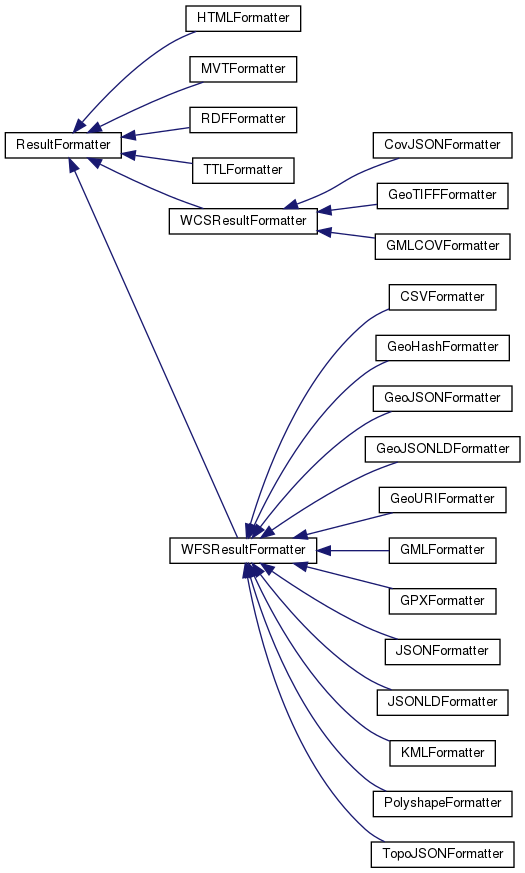 HTMLFormatter
MVTFormatter
RDFFormatter
ResultFormatter
CovJSONFormatter
TTLFormatter
GeoTIFFFormatter
WCSResultFormatter
GMLCOVFormatter
CSVFormatter
GeoHashFormatter
GeoJSONFormatter
GeoJSONLDFormatter
GeoURIFormatter
WFSResultFormatter
GMLFormatter
GPXFormatter
JSONFormatter
JSONLDFormatter
KMLFormatter
PolyshapeFormatter
TopoJSONFormatter